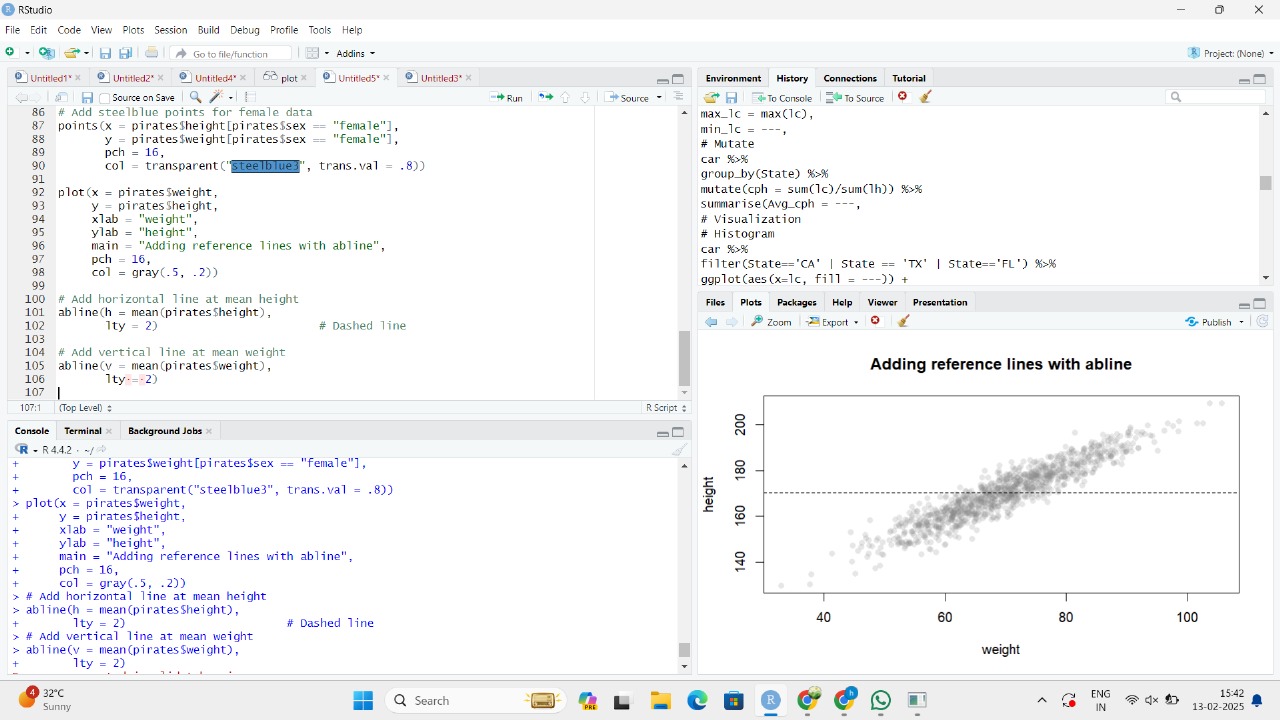 RStudio
File Edit Code View Plots Session Build Debug Profile Tools Help
Go to file/function Addins Project: (None)
Untitled1* Untitled2* Untitled4* plot Untitled5* Untitled3*
Source on Save Run Source
86 # Add steelblue points for female data
87 points(x = pirates$height[pirates$sex == "female"],
88 y = pirates$weight[pirates$sex == "female"],
89 pch = 16,
90 col = transparent("steelblue3", trans.val = .8))
91
92 plot(x = pirates$weight,
93 y = pirates$height,
94 xlab = "weight",
95 ylab = "height",
96 main = "Adding reference lines with abline",
97 pch = 16,
98 col = gray(.5, .2))
99
100 # Add horizontal line at mean height
101 abline(h = mean(pirates$height),
102 lty = 2) # Dashed line
103
104 # Add vertical line at mean weight
105 abline(v = mean(pirates$weight),
106 lty = 2)
107
107:1 (Top Level) R Script
Console Terminal Background Jobs
R 4.4.2 · ~/
+ y = pirates$weight[pirates$sex == "female"],
+ pch = 16,
+ col = transparent("steelblue3", trans.val = .8))
> plot(x = pirates$weight,
+ y = pirates$height,
+ xlab = "weight",
+ ylab = "height",
+ main = "Adding reference lines with abline",
+ pch = 16,
+ col = gray(.5, .2))
> # Add horizontal line at mean height
> abline(h = mean(pirates$height),
+ lty = 2) # Dashed line
> # Add vertical line at mean weight
> abline(v = mean(pirates$weight),
+ lty = 2)
Environment History Connections Tutorial
To Console To Source
max_lc = max(lc),
min_lc = ---,
# Mutate
car %>%
group_by(State) %>%
mutate(cph = sum(lc)/sum(lh)) %>%
summarise(Avg_cph = ---,
# Visualization
# Histogram
car %>%
filter(State=='CA' | State == 'TX' | State=='FL') %>%
ggplot(aes(x=lc, fill = ---)) +
Files Plots Packages Help Viewer Presentation
Zoom Export Publish
Adding reference lines with abline
height
200
180
160
140
40 60 80 100
weight
4 32°C
Sunny
Search
PRE
ENG
IN
15:42
13-02-2025